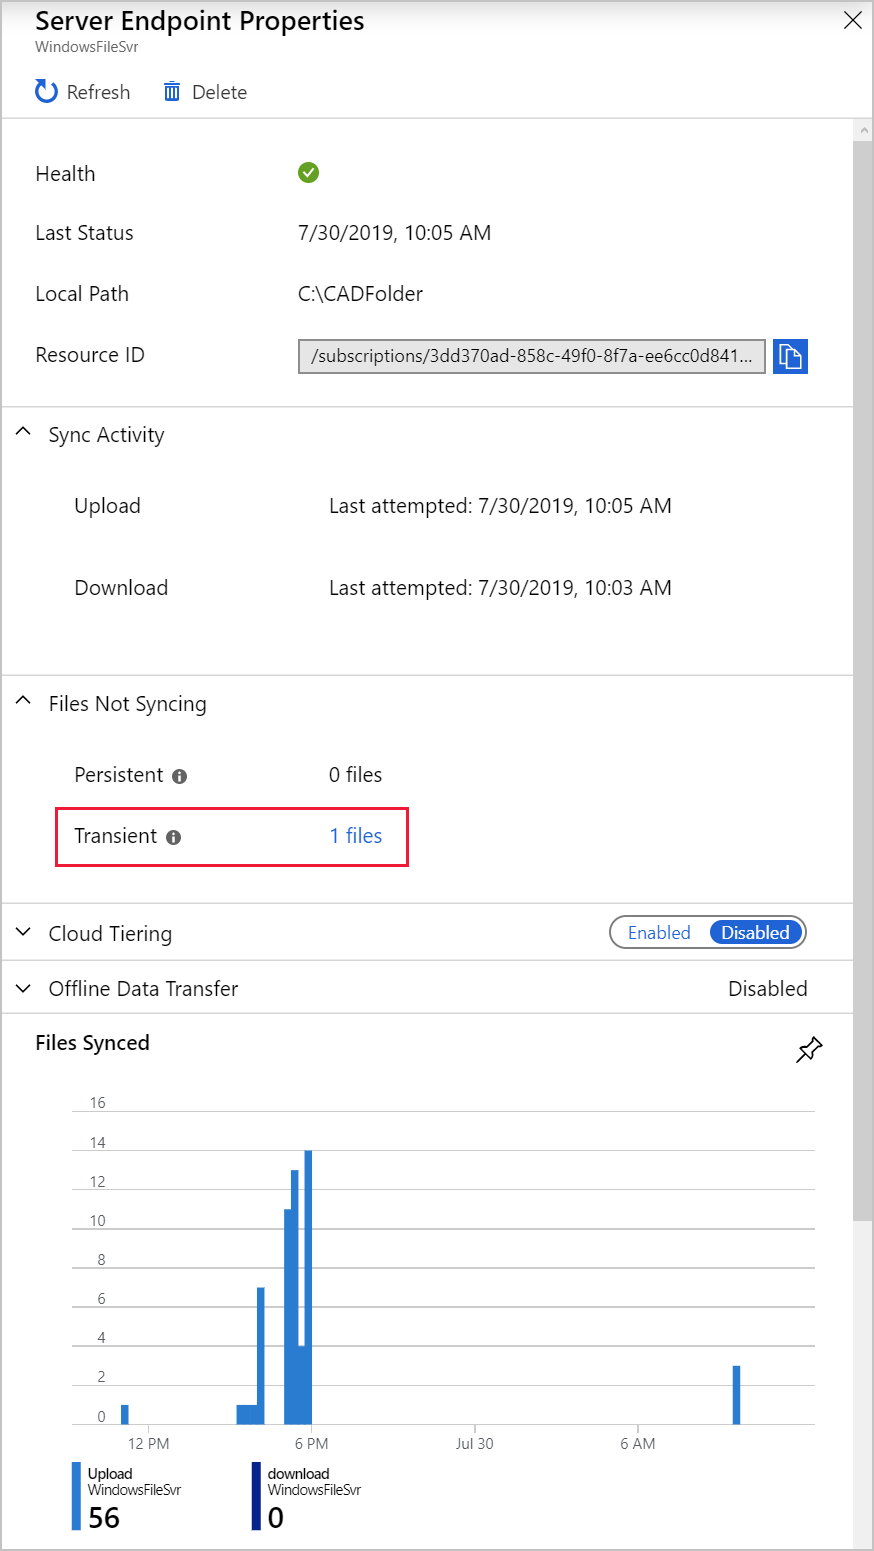 Server Endpoint Properties
WindowsFileSvr
Refresh Delete
Health
Last Status 7/30/2019, 10:05 AM
Local Path C:\CADFolder
Resource ID /subscriptions/3dd370ad-858c-49f0-8f7a-ee6cc0d841...
Sync Activity
Upload Last attempted: 7/30/2019, 10:05 AM
Download Last attempted: 7/30/2019, 10:03 AM
Files Not Syncing
Persistent 0 files
Transient 1 files
Cloud Tiering Enabled Disabled
Offline Data Transfer Disabled
Files Synced
16
14
12
10
8
6
4
2
0
12 PM 6 PM Jul 30 6 AM
Upload download
WindowsFileSvr WindowsFileSvr
56 0